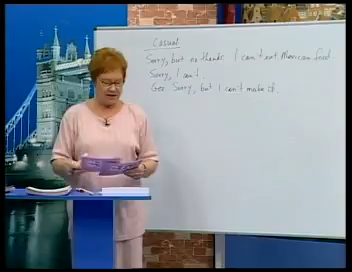 Casual
Sorry, but no thanks I can't eat Mexican food
Sorry, I can't.
Gee Sorry, but I can't make it.